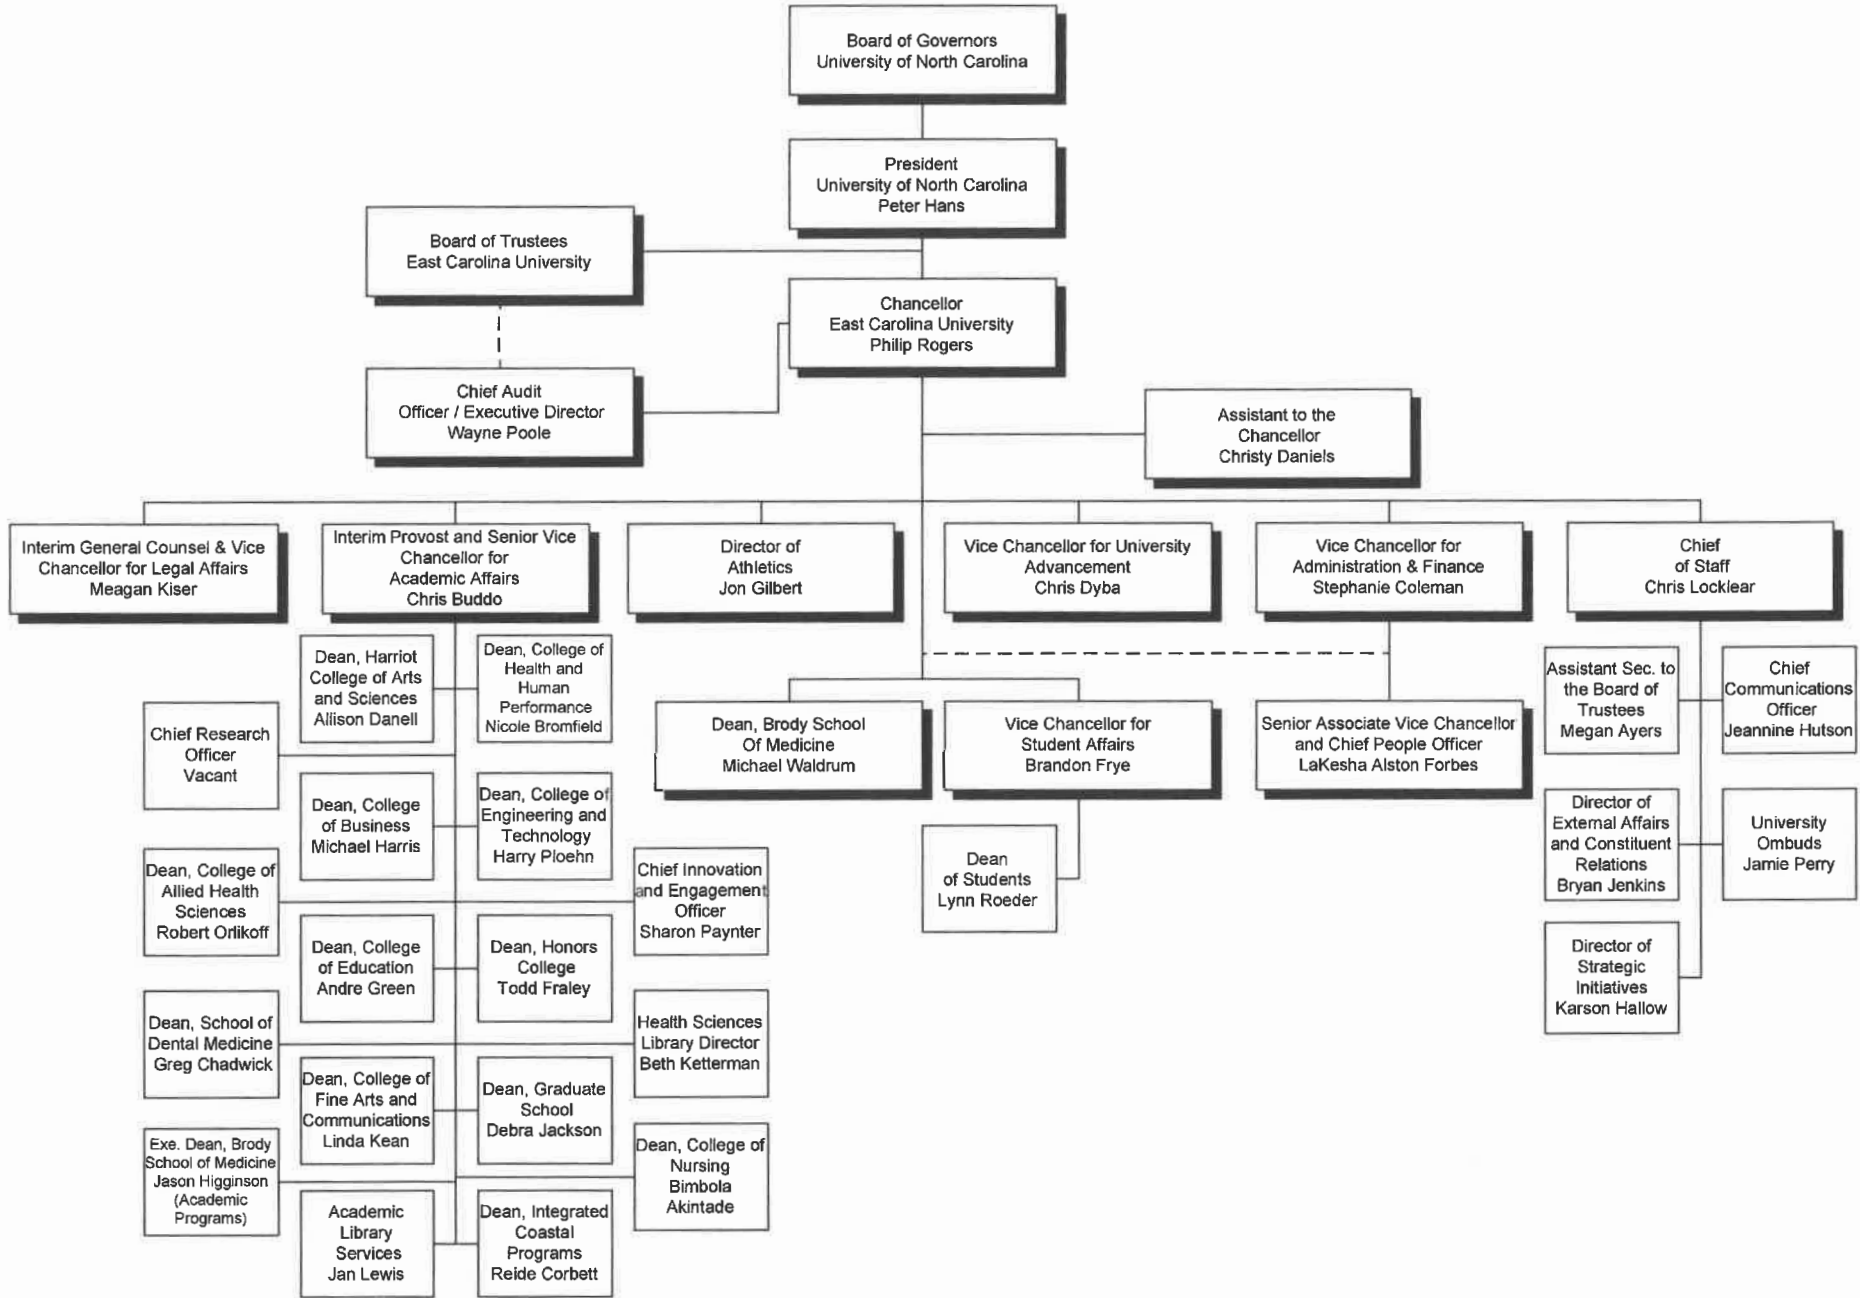 Board of Governors
University of North Carolina
President
University of North Carolina
Peter Hans
Board of Trustees
East Carolina University
Chancellor
East Carolina University
Philip Rogers
Chief Audit
Officer / Executive Director
Wayne Poole
Assistant to the
Chancellor
Christy Daniels
Interim General Counsel & Vice
Chancellor for Legal Affairs
Meagan Kiser
Interim Provost and Senior Vice
Chancellor for
Academic Affairs
Chris Buddo
Director of
Athletics
Jon Gilbert
Vice Chancellor for University
Advancement
Chris Dyba
Vice Chancellor for
Administration & Finance
Stephanie Coleman
Chief
of Staff
Chris Locklear
Dean, Harriot
College of Arts
and Sciences
Allison Danell
Dean, College of
Health and
Human
Performance
Nicole Bromfield
Chief Research
Officer
Vacant
Dean, College
of Business
Michael Harris
Dean, College of
Engineering and
Technology
Harry Ploehn
Dean, College of
Allied Health
Sciences
Robert Orlikoff
Chief Innovation
and Engagement
Officer
Sharon Paynter
Dean, College
of Education
Andre Green
Dean, Honors
College
Todd Fraley
Dean, School of
Dental Medicine
Greg Chadwick
Health Sciences
Library Director
Beth Ketterman
Dean, College of
Fine Arts and
Communications
Linda Kean
Dean, Graduate
School
Debra Jackson
Exe. Dean, Brody
School of Medicine
Jason Higginson
(Academic
Programs)
Dean, College of
Nursing
Bimbola
Akintade
Academic
Library
Services
Jan Lewis
Dean, Integrated
Coastal
Programs
Reide Corbett
Dean, Brody School
Of Medicine
Michael Waldrum
Vice Chancellor for
Student Affairs
Brandon Frye
Dean
of Students
Lynn Roeder
Senior Associate Vice Chancellor
and Chief People Officer
LaKesha Alston Forbes
Assistant Sec. to
the Board of
Trustees
Megan Ayers
Chief
Communications
Officer
Jeannine Hutson
Director of
External Affairs
and Constituent
Relations
Bryan Jenkins
University
Ombuds
Jamie Perry
Director of
Strategic
Initiatives
Karson Hallow